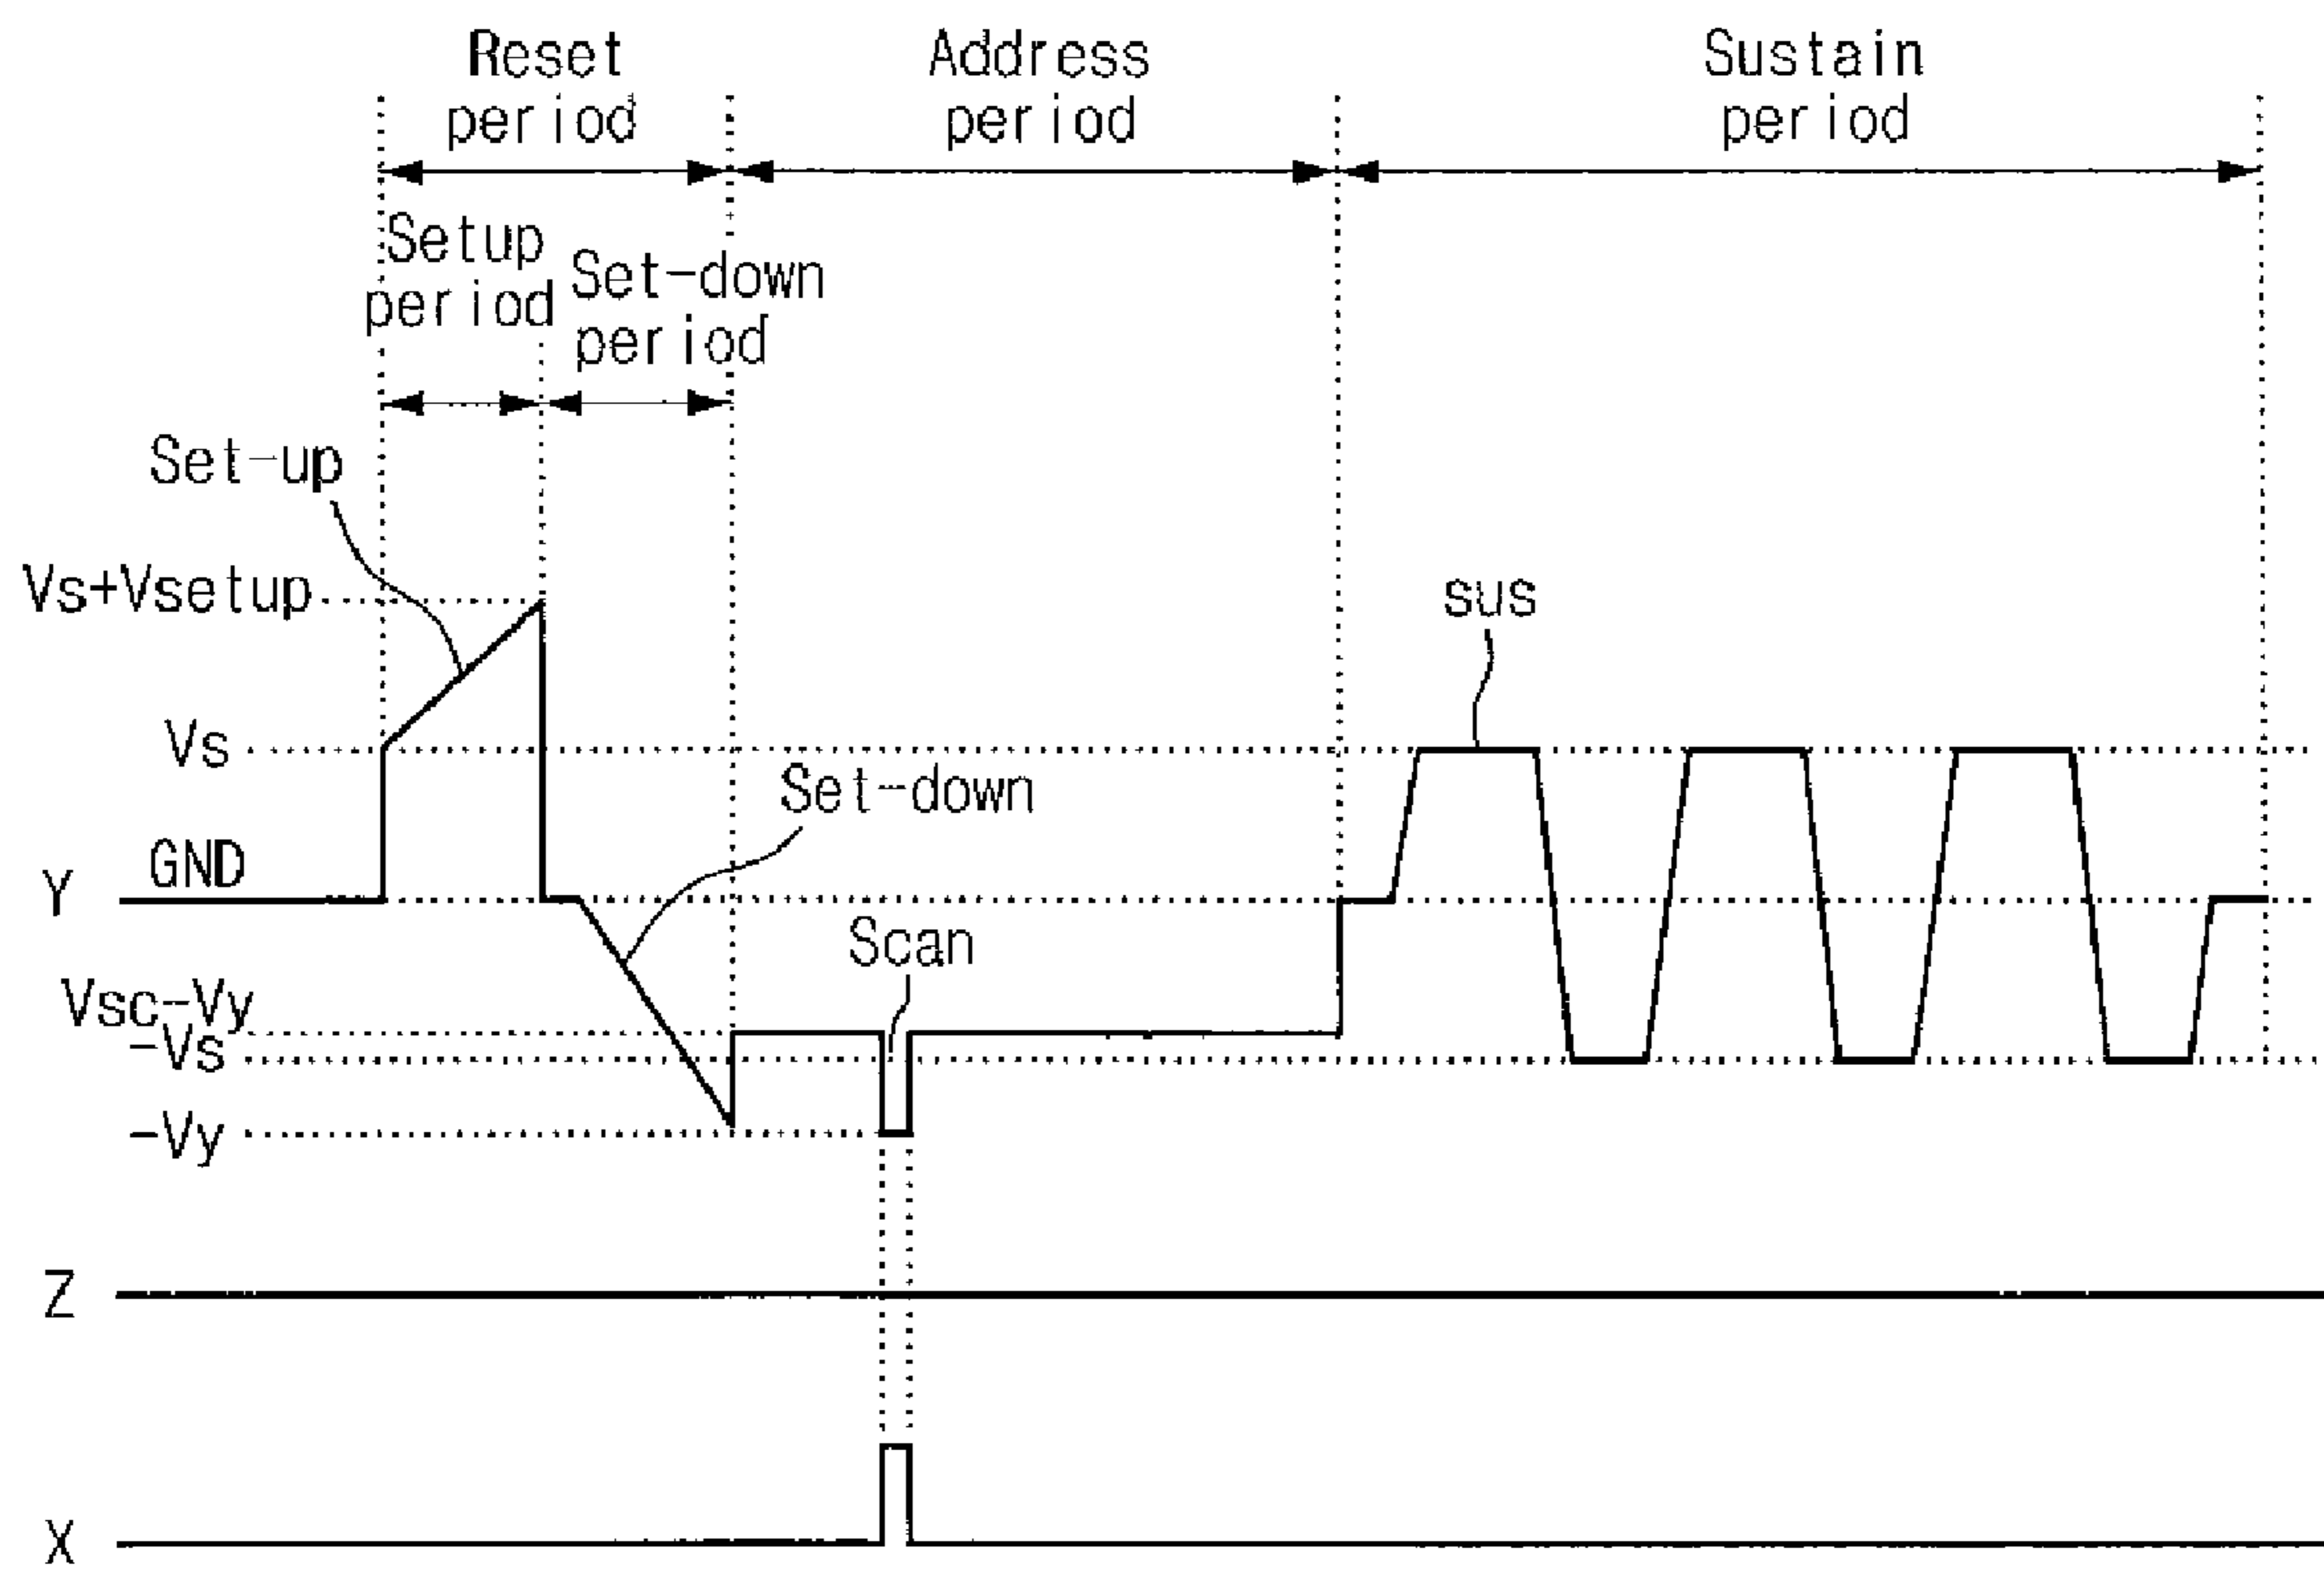 Reset
period
Address
period
Sustain
period
Setup
period
Set-down
period
Set-up
Vs+Vsetup
sus
Vs
Set-down
GND
Y
Scan
Vsc-Vy
-Vs
-Vy
Z
X